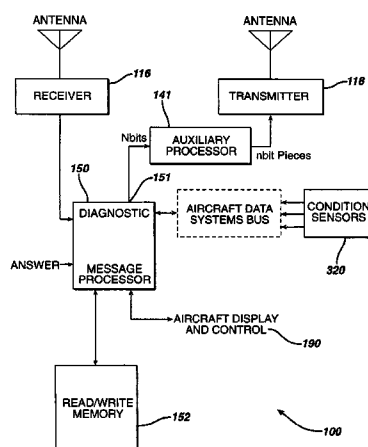 ANTENNA
ANTENNA
116
RECEIVER
118
TRANSMITTER
141
AUXILIARY
PROCESSOR
Nbits
nbit Pieces
150
151
DIAGNOSTIC
MESSAGE
PROCESSOR
ANSWER
AIRCRAFT DATA
SYSTEMS BUS
CONDITION
SENSORS
320
AIRCRAFT DISPLAY
AND CONTROL
190
READ/WRITE
MEMORY
152
100